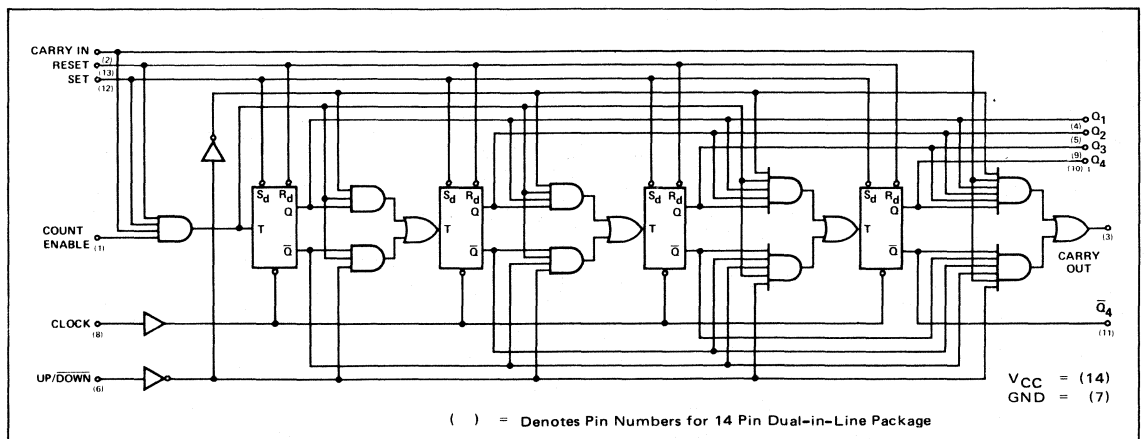 CARRY IN
(2)
RESET
(13)
SET
(12)
Q1
(4)
Q2
(5)
Q3
(9)
Q4
(10)
Sd Rd
Q
T
Q̅
Sd Rd
Q
T
Q̅
Sd Rd
Q
T
Q̅
Sd Rd
Q
T
Q̅
COUNT
ENABLE
(1)
(3)
CARRY
OUT
CLOCK
(8)
Q̅4
(11)
UP/D̅O̅W̅N̅
(6)
VCC = (14)
GND = (7)
( ) = Denotes Pin Numbers for 14 Pin Dual-in-Line Package